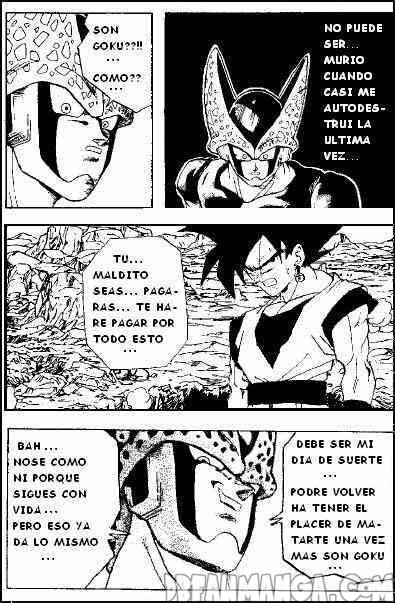 SON
GOKU??!!
...
COMO??
...
NO PUEDE
SER...
MURIO
CUANDO
CASI ME
AUTODES-
TRUI LA
ULTIMA
VEZ...
TU...
MALDITO
SEAS... PAGA-
RAS... TE HA-
RE PAGAR POR
TODO ESTO
...
BAH...
NOSE COMO
NI PORQUE
SIGUES CON
VIDA...
PERO ESO YA
DA LO MISMO
...
DEBE SER MI
DIA DE SUERTE
...
PODRE VOLVER
HA TENER EL
PLACER DE MA-
TARTE UNA VEZ
MAS SON GOKU
...
DBFANMANGA.COM